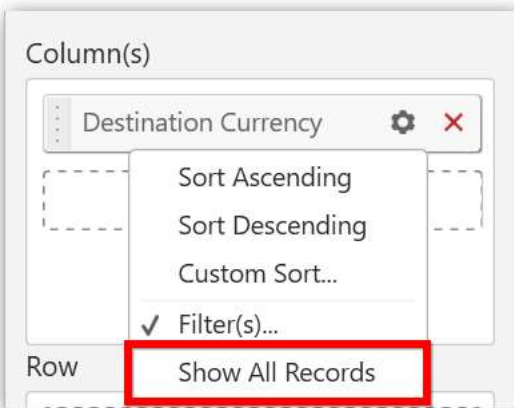 Column(s)
Destination Currency
Sort Ascending
Sort Descending
Custom Sort...
Filter(s)...
Row
Show All Records